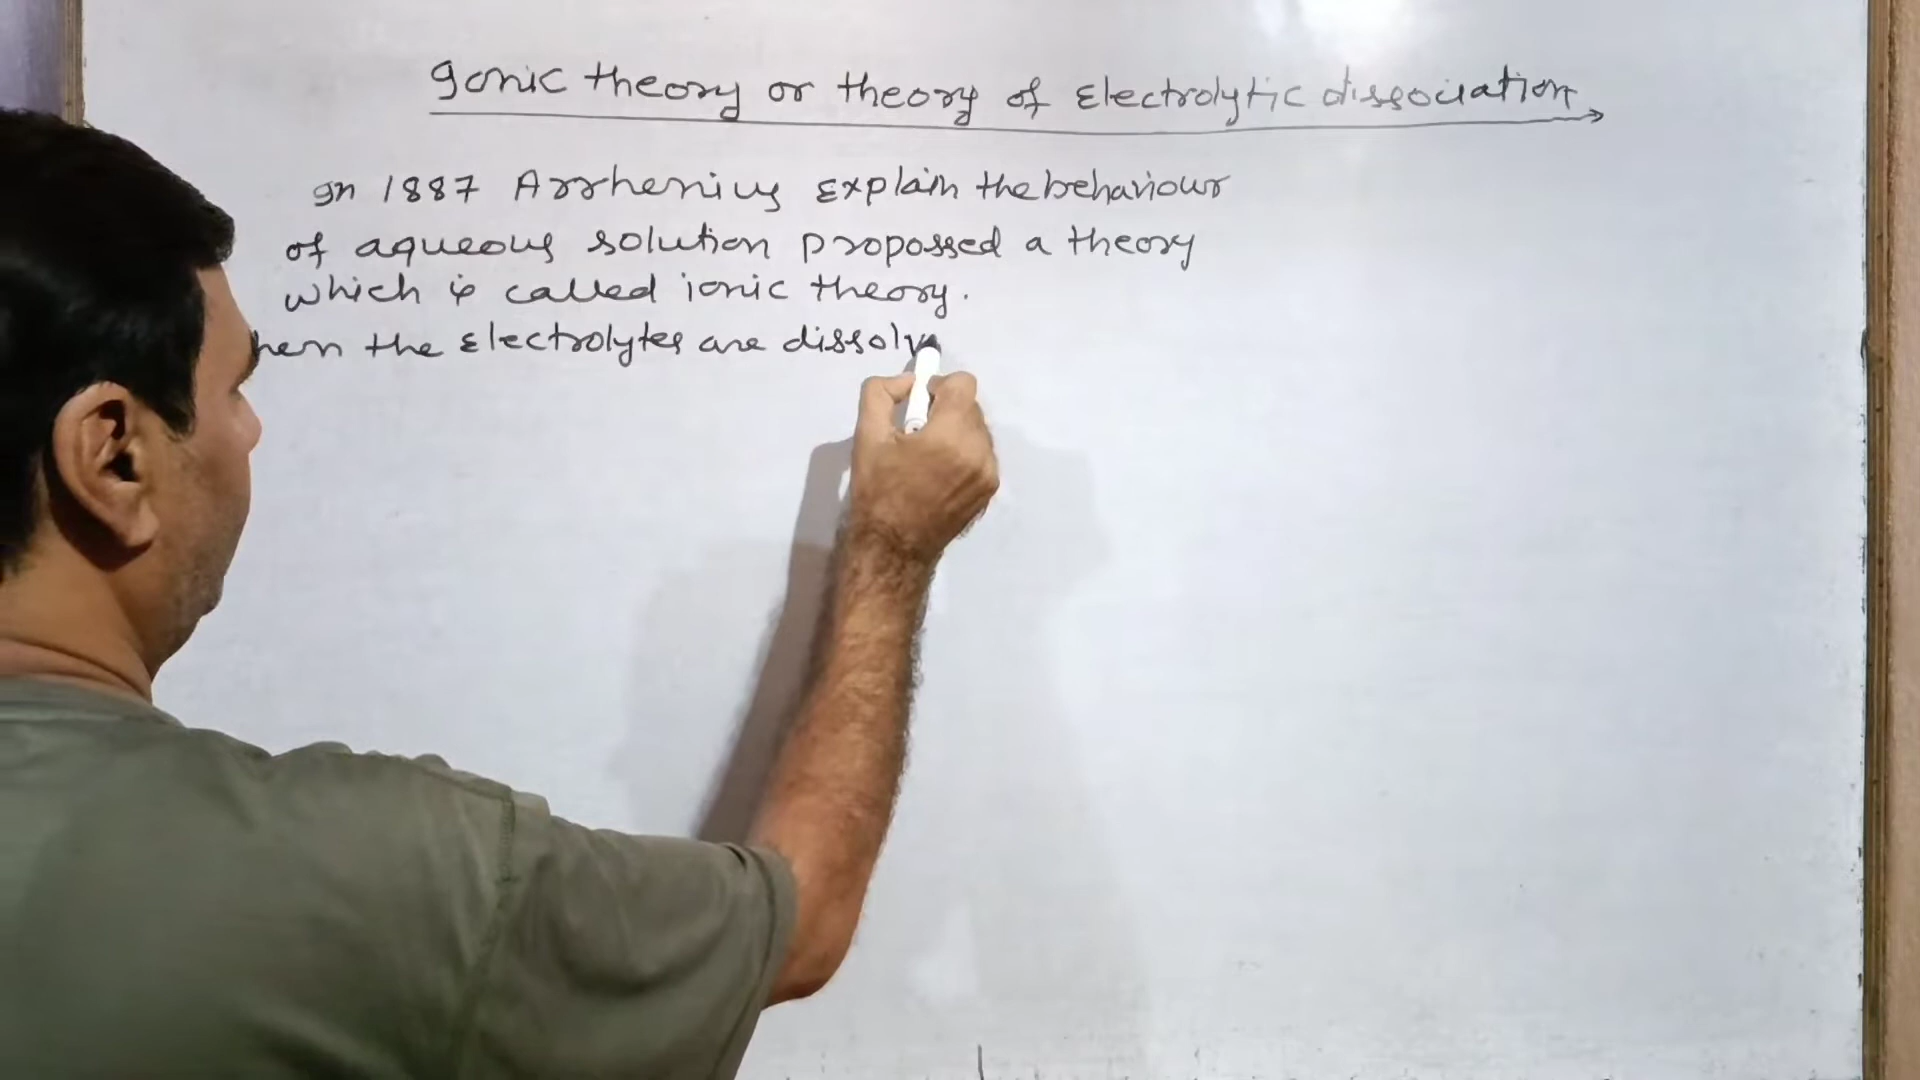 Ionic theory or theory of Electrolytic dissociation
In 1887 Arrhenius Explain the behaviour
of aqueous solution propossed a theory
which is called ionic theory.
hen the Electrolytes are dissolv